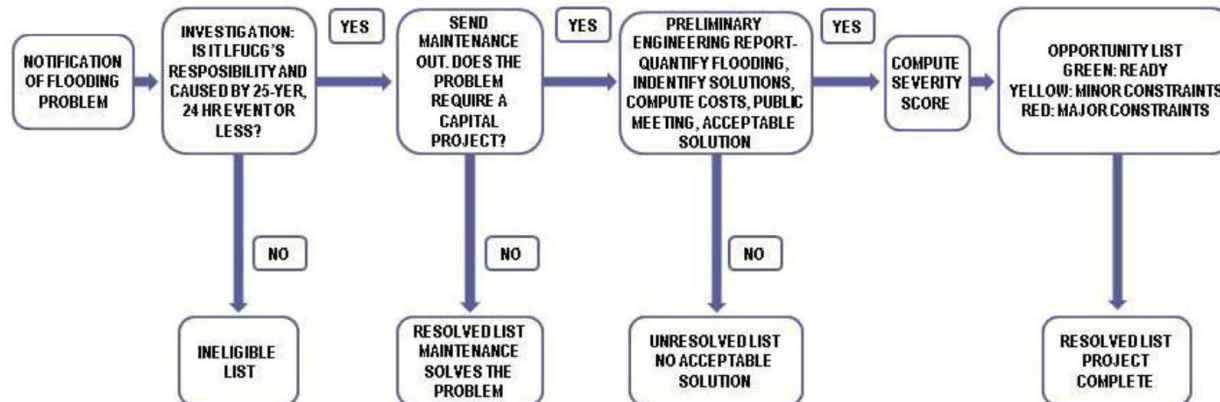 NOTIFICATION
OF FLOODING
PROBLEM
INVESTIGATION:
IS IT LFUCG'S
RESPOSIBILITY AND
CAUSED BY 25-YER,
24 HR EVENT OR
LESS?
YES
SEND
MAINTENANCE
OUT. DOES THE
PROBLEM
REQUIRE A
CAPITAL
PROJECT?
YES
PRELIMINARY
ENGINEERING REPORT-
QUANTIFY FLOODING,
INDENTIFY SOLUTIONS,
COMPUTE COSTS, PUBLIC
MEETING, ACCEPTABLE
SOLUTION
YES
COMPUTE
SEVERITY
SCORE
OPPORTUNITY LIST
GREEN: READY
YELLOW: MINOR CONSTRAINTS
RED: MAJOR CONSTRAINTS
NO
NO
NO
INELIGIBLE
LIST
RESOLVED LIST
MAINTENANCE
SOLVES THE
PROBLEM
UNRESOLVED LIST
NO ACCEPTABLE
SOLUTION
RESOLVED LIST
PROJECT
COMPLETE